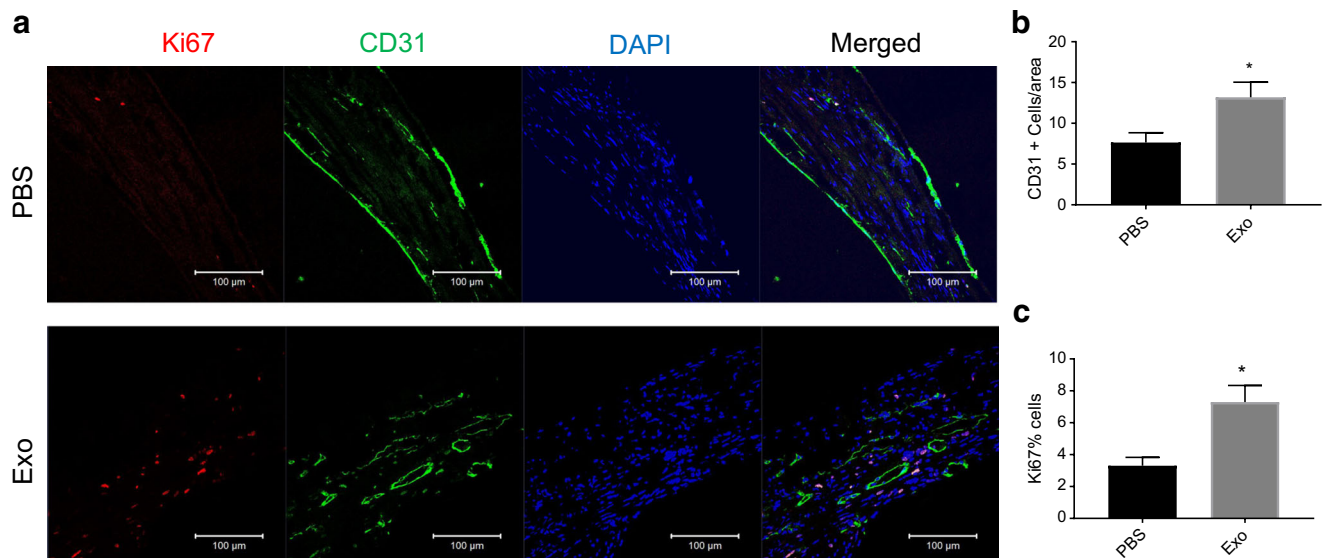 a
Ki67 CD31 DAPI Merged
PBS
100 µm 100 µm 100 µm 100 µm
Exo
100 µm 100 µm 100 µm 100 µm
b
CD31 + Cells/area
20
15
10
5
0
*
PBS Exo
c
Ki67% cells
10
8
6
4
2
0
*
PBS Exo